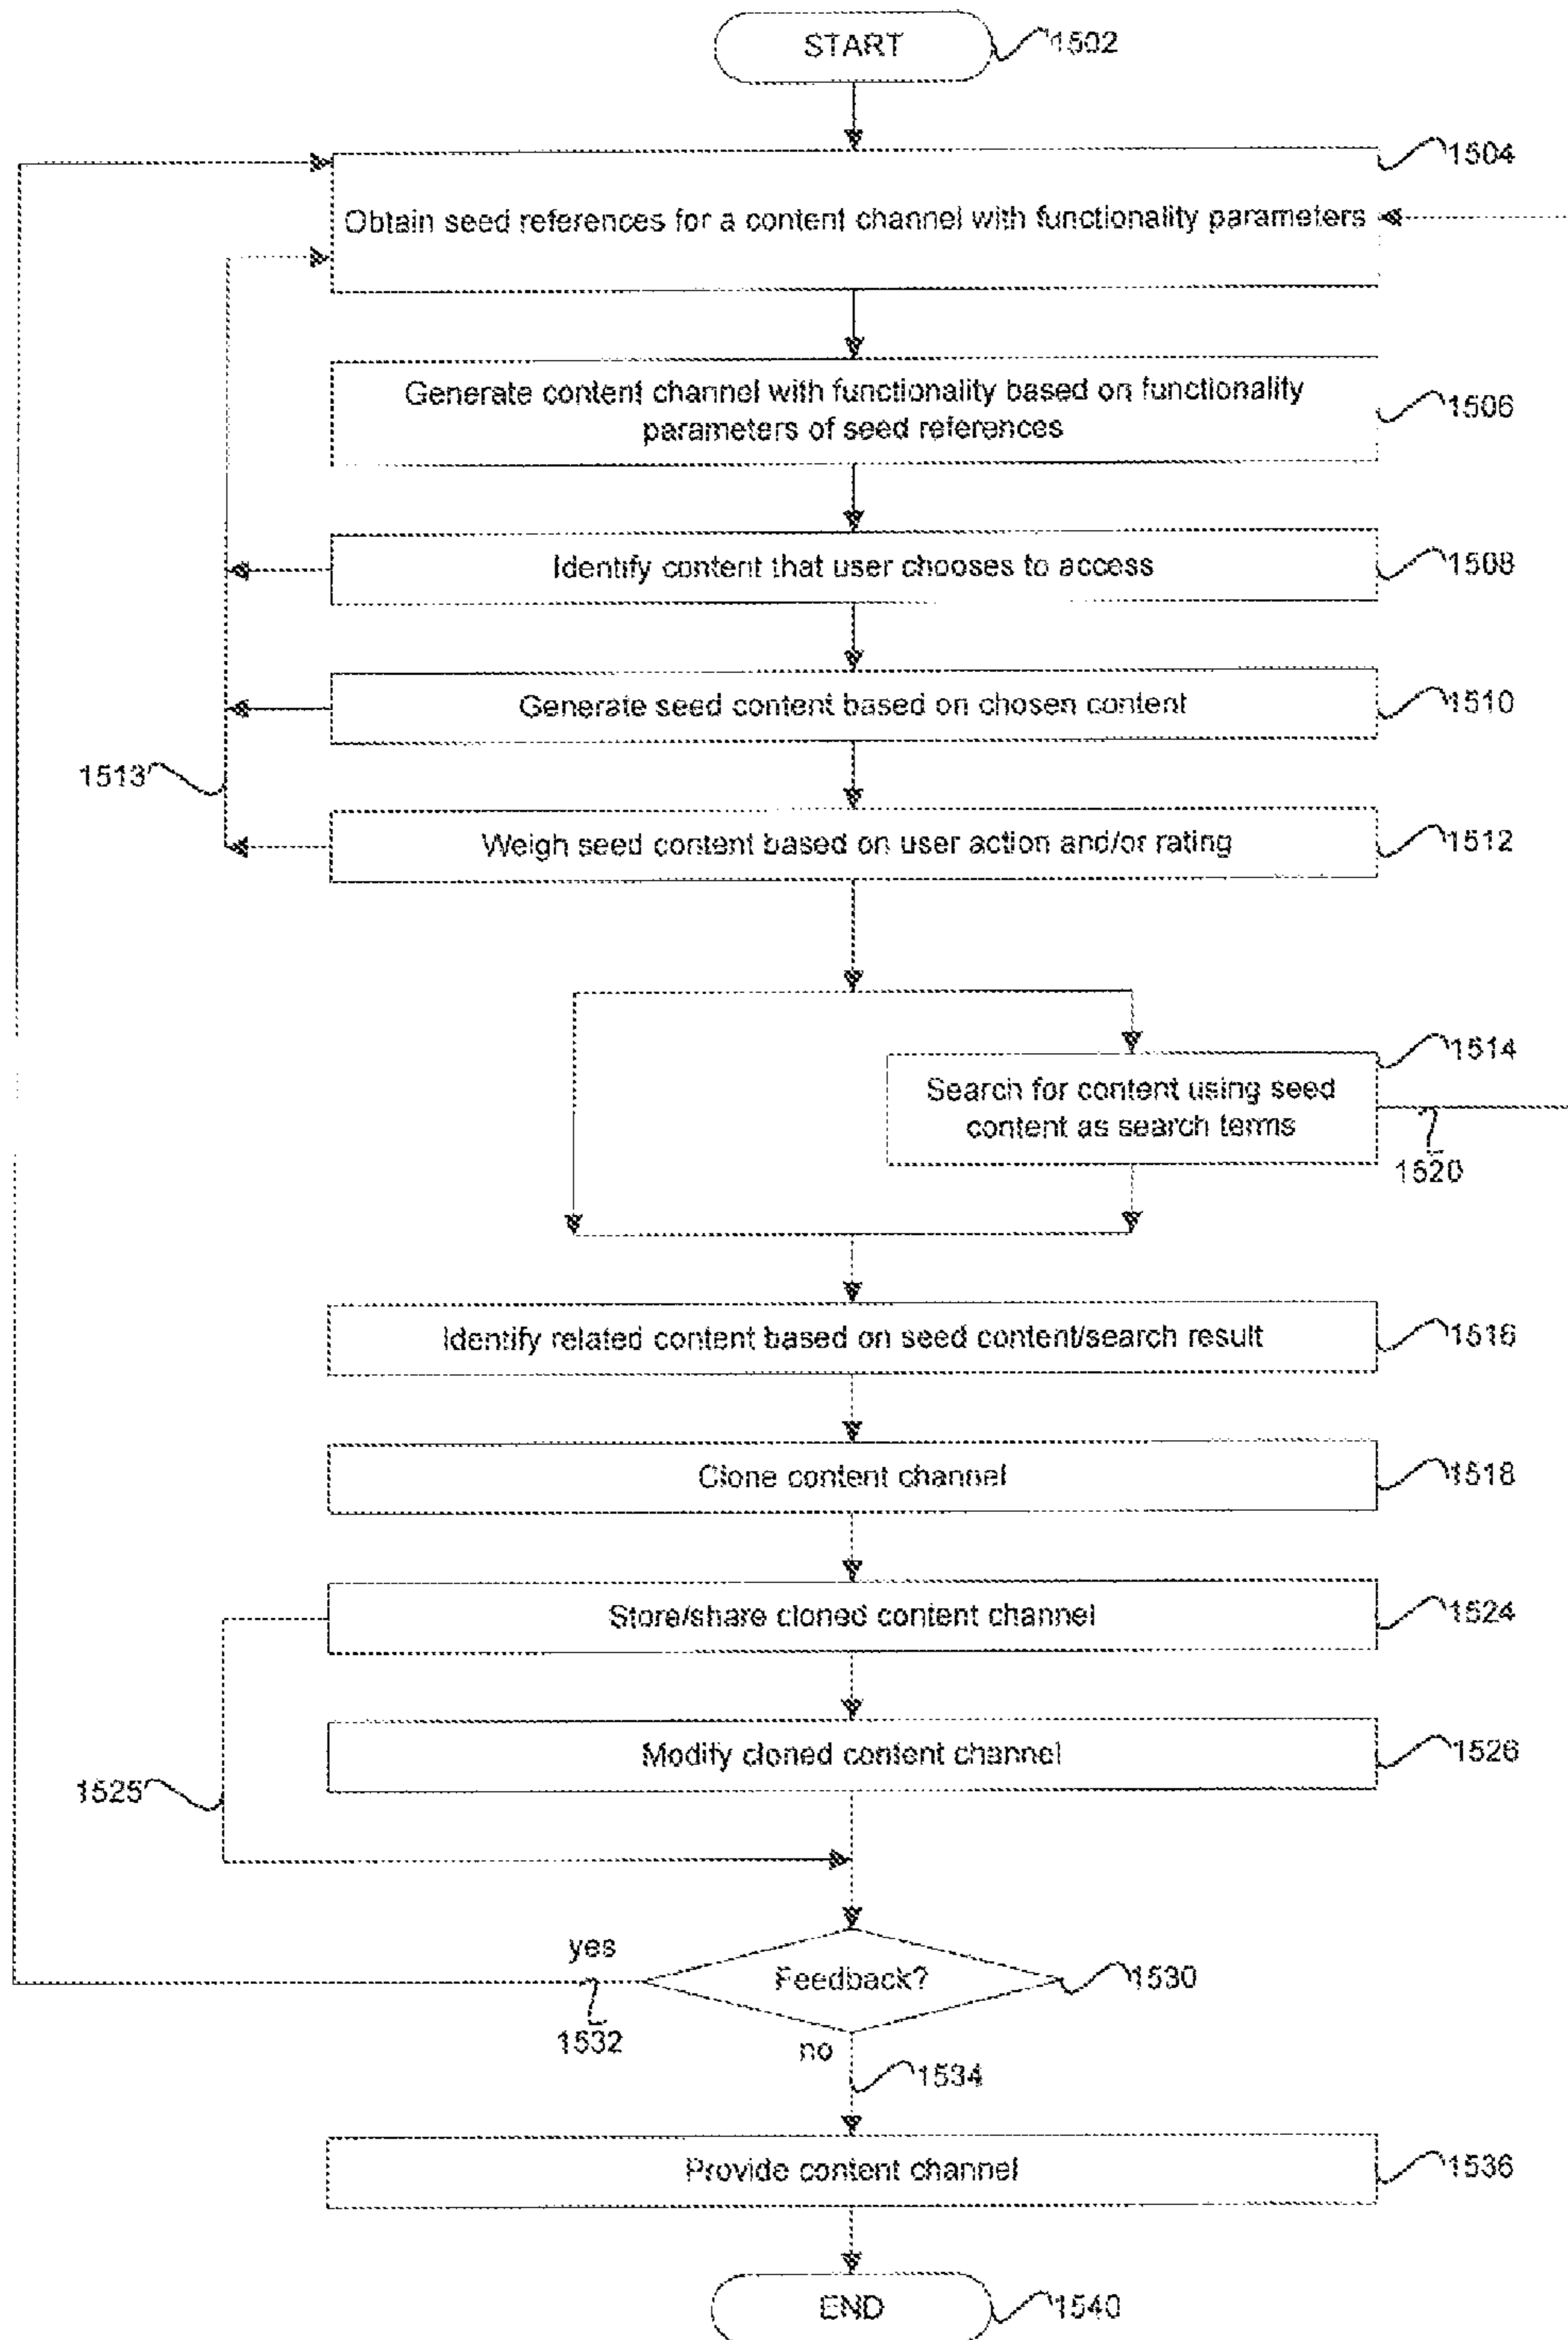 START
1502
1504
Obtain seed references for a content channel with functionality parameters
Generate content channel with functionality based on functionality
parameters of seed references
1506
Identify content that user chooses to access
1508
Generate seed content based on chosen content
1510
1513
Weigh seed content based on user action and/or rating
1512
1514
Search for content using seed
content as search terms
1520
Identify related content based on seed content/search result
1516
Clone content channel
1518
Store/share cloned content channel
1524
Modify cloned content channel
1526
1525
yes
Feedback?
1530
1532
no
1534
Provide content channel
1536
END
1540